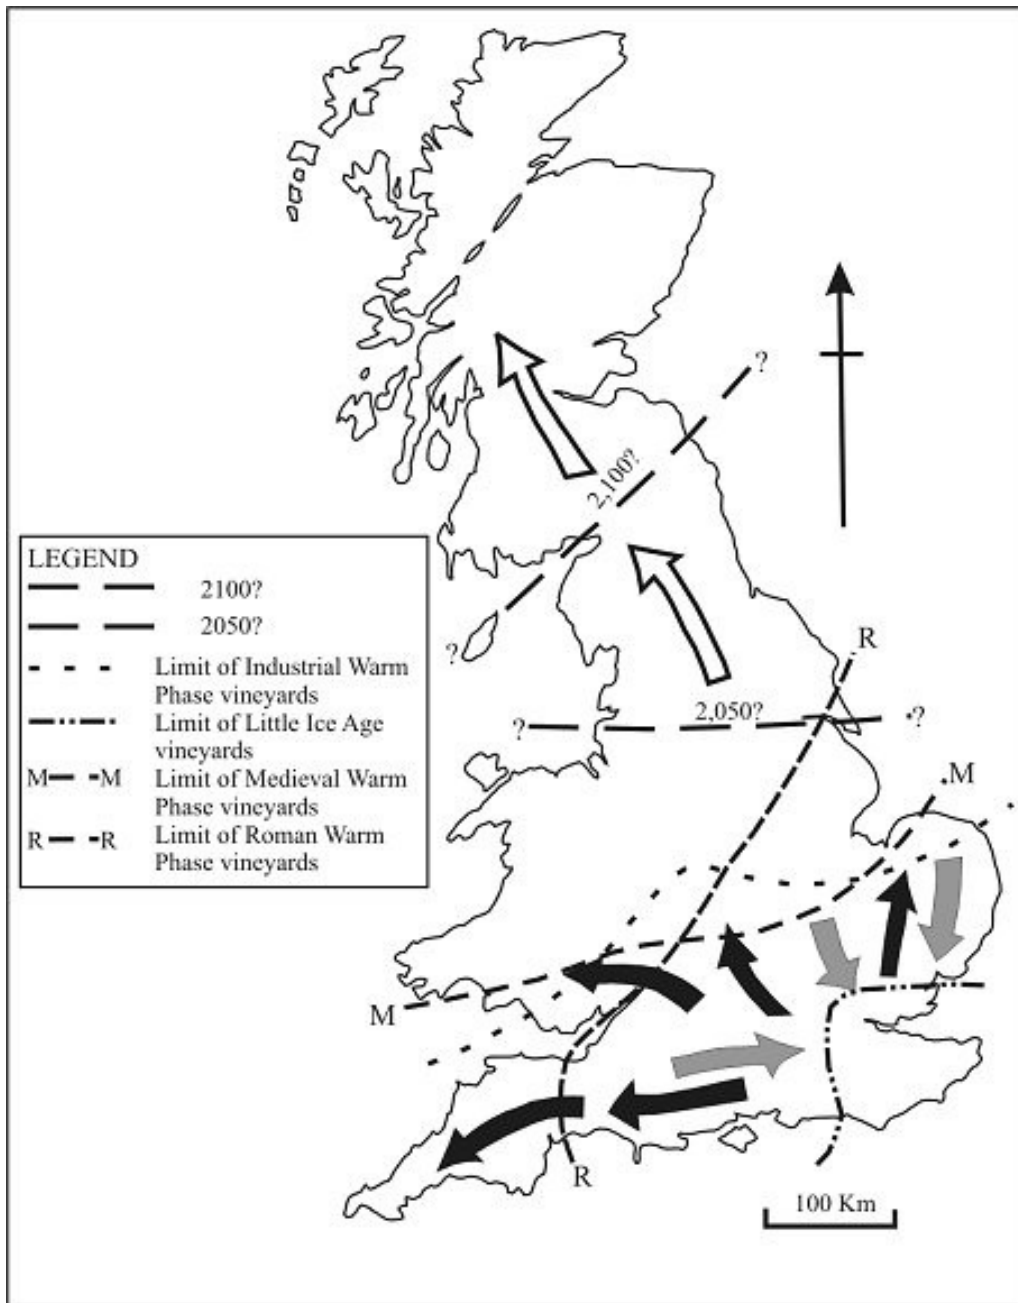 ?
2,100?
LEGEND
2100?
2050?
Limit of Industrial Warm
Phase vineyards
Limit of Little Ice Age
vineyards
M M Limit of Medieval Warm
Phase vineyards
R R Limit of Roman Warm
Phase vineyards
?
R
? 2,050? ?
M
M
R
100 Km